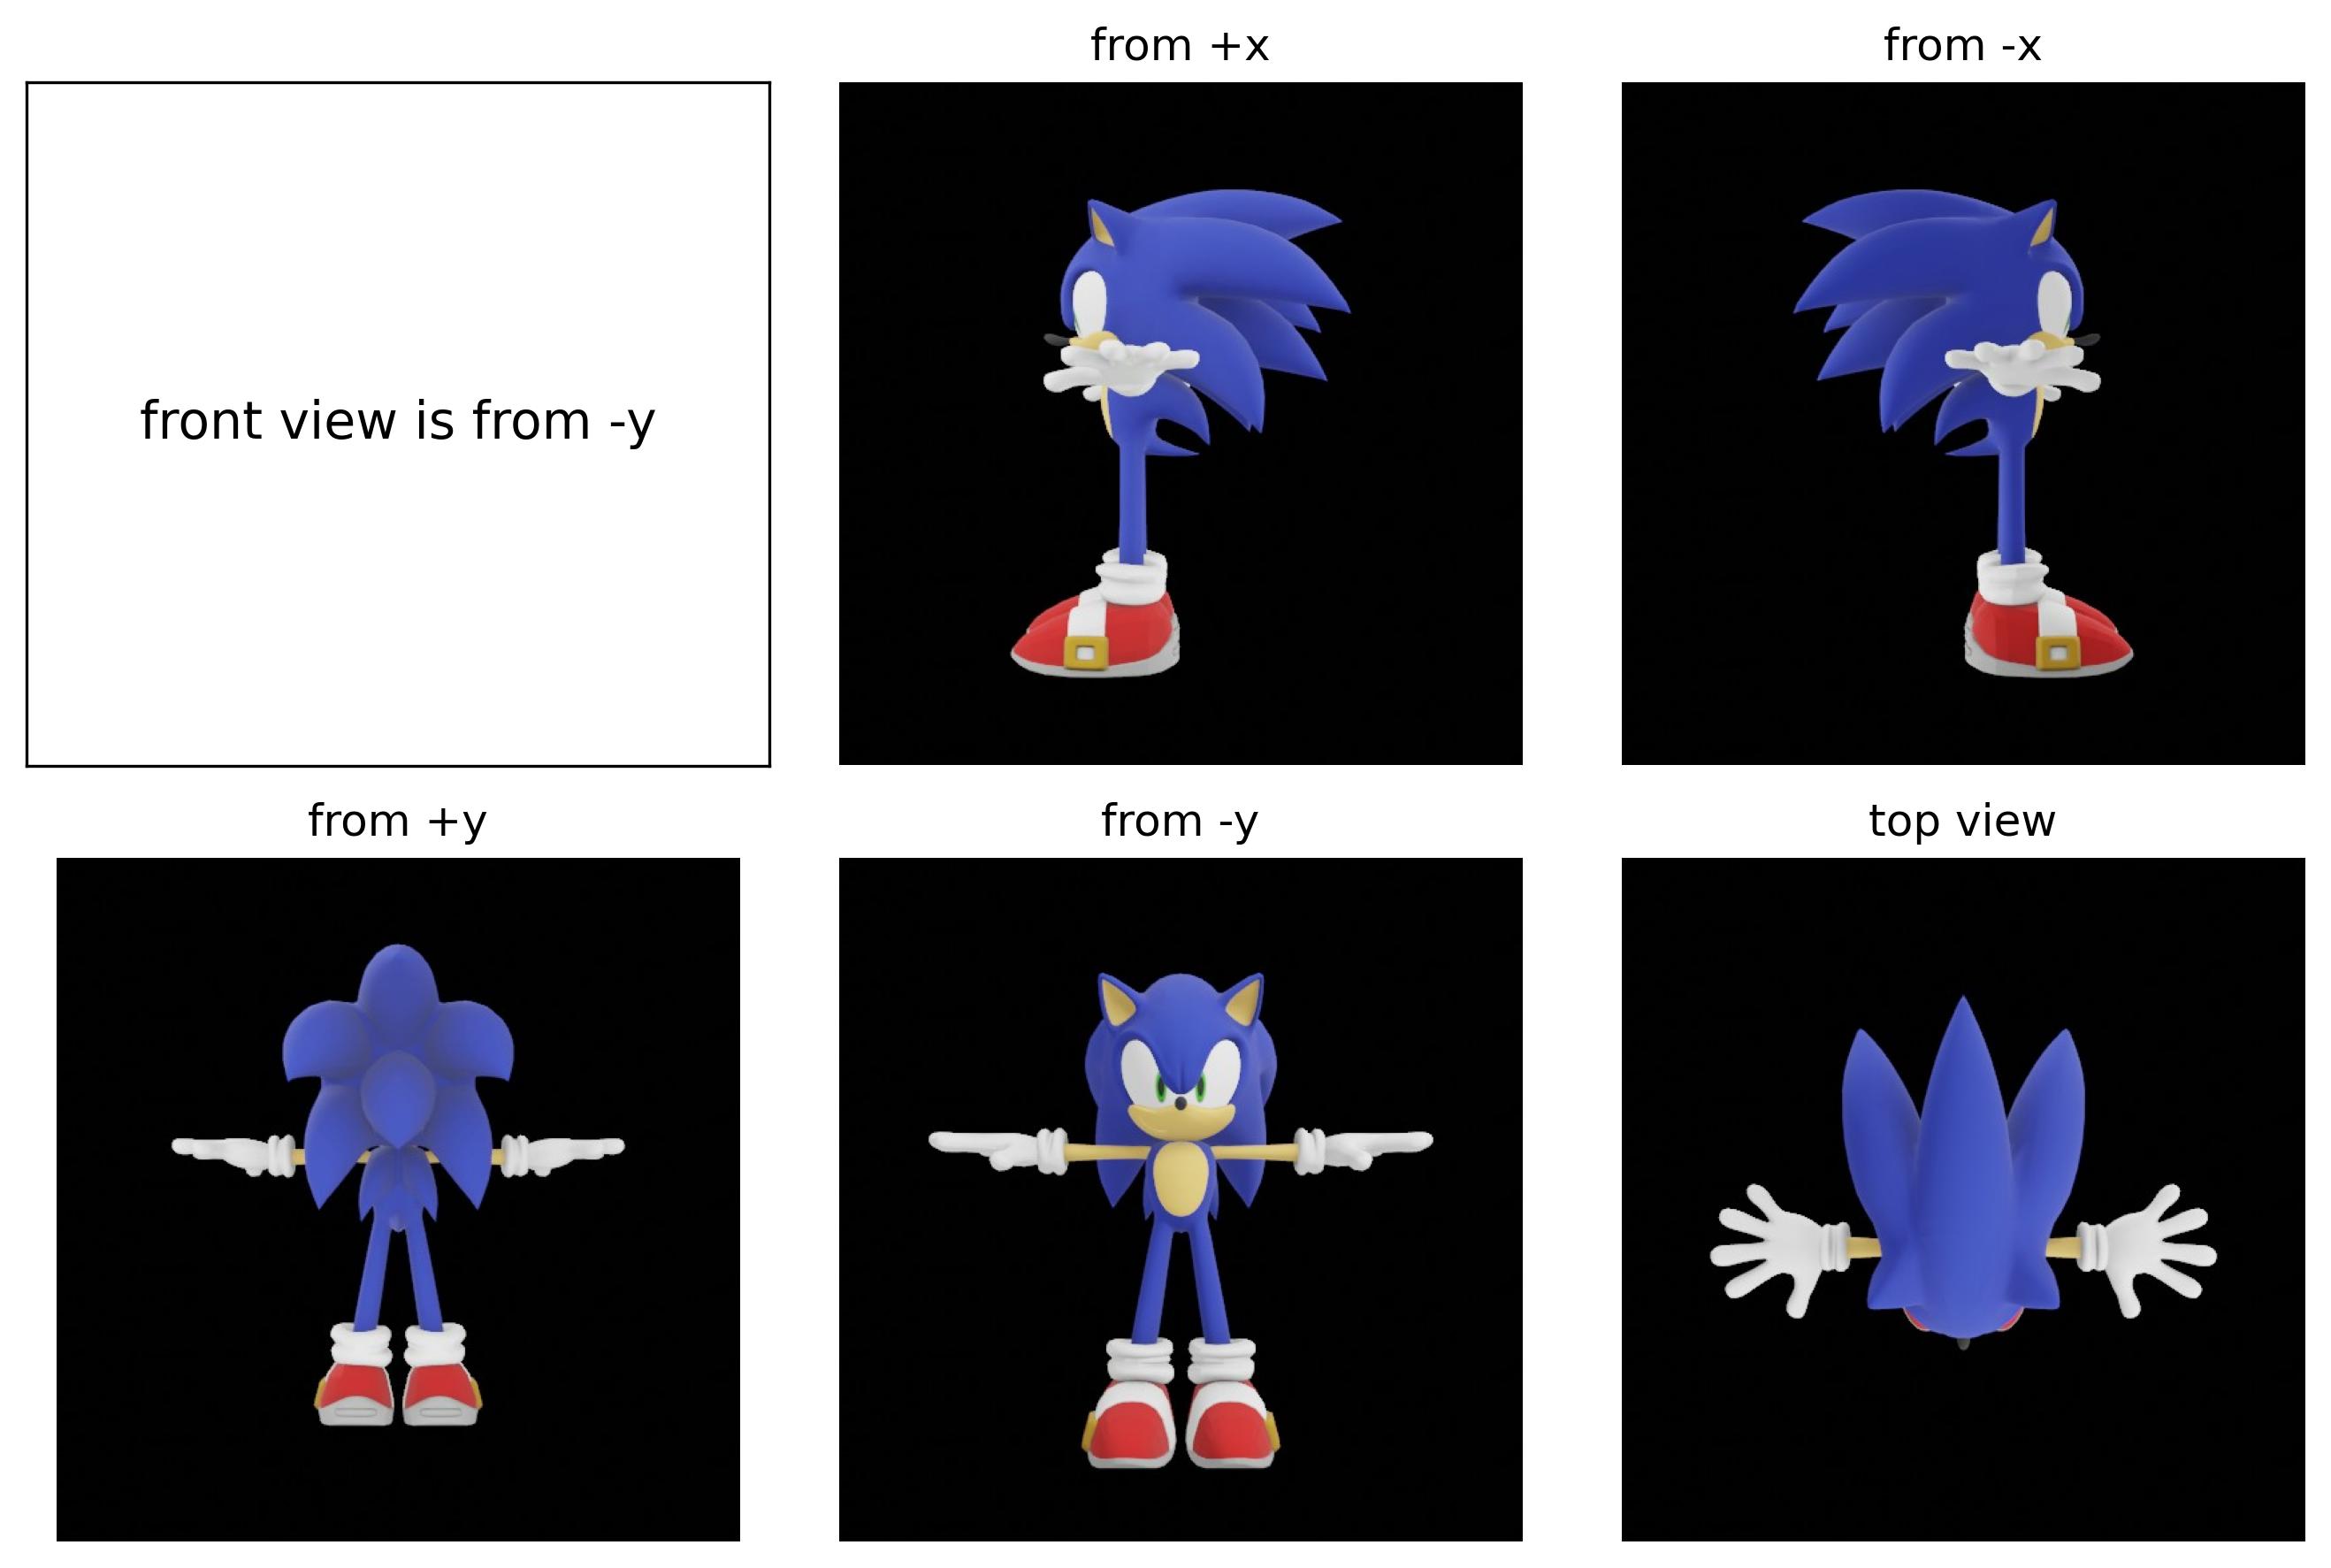 from +x
from -x
front view is from -y
from +y
from -y
top view